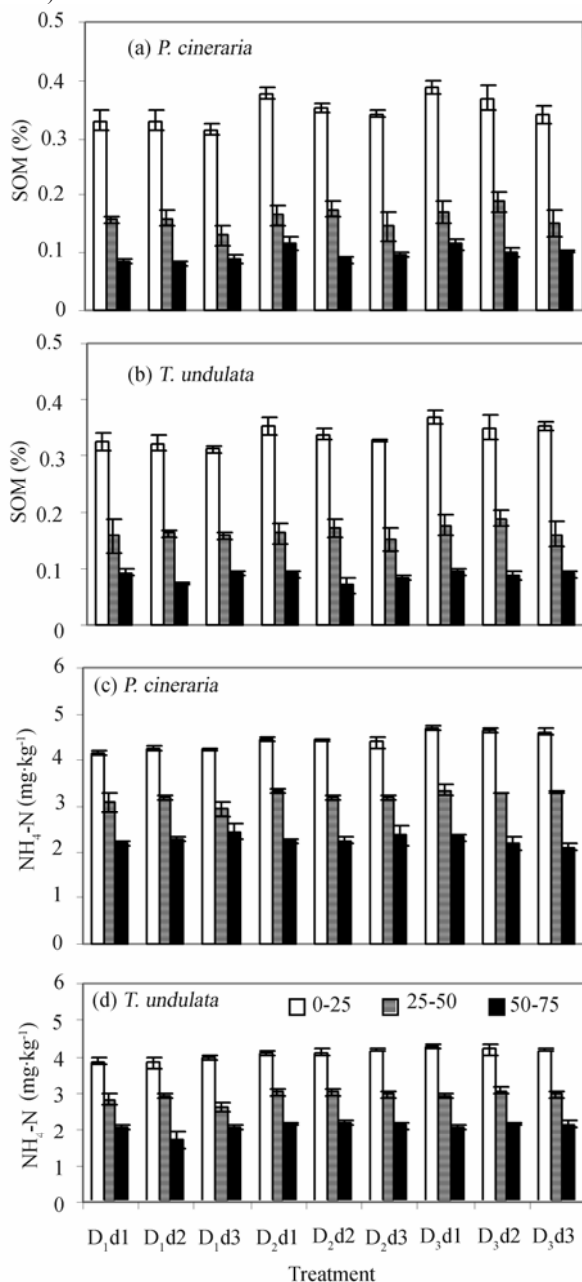 )
0.5
(a) P. cineraria
0.4
0.3
0.2
0.1
0
SOM (%)
0.5
(b) T. undulata
0.4
0.3
0.2
0.1
0
SOM (%)
6
(c) P. cineraria
5
4
3
2
1
0
NH₄-N (mg·kg⁻¹)
6
(d) T. undulata
0-25 25-50 50-75
5
4
3
2
1
0
NH₄-N (mg·kg⁻¹)
D₁d1 D₁d2 D₁d3 D₂d1 D₂d2 D₂d3 D₃d1 D₃d2 D₃d3
Treatment